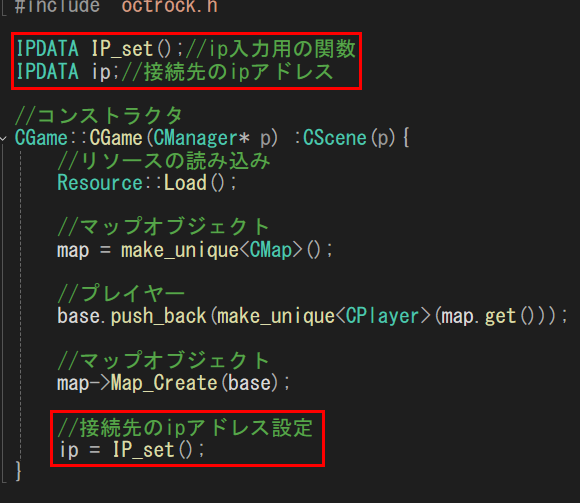 #include "octrock.h"
IPDATA IP_set();//ip入力用の関数
IPDATA ip;//接続先のipアドレス
//コンストラクタ
CGame::CGame(CManager* p) :CScene(p){
//リソースの読み込み
Resource::Load();
//マップオブジェクト
map = make_unique<CMap>();
//プレイヤー
base.push_back(make_unique<CPlayer>(map.get()));
//マップオブジェクト
map->Map_Create(base);
//接続先のipアドレス設定
ip = IP_set();
}